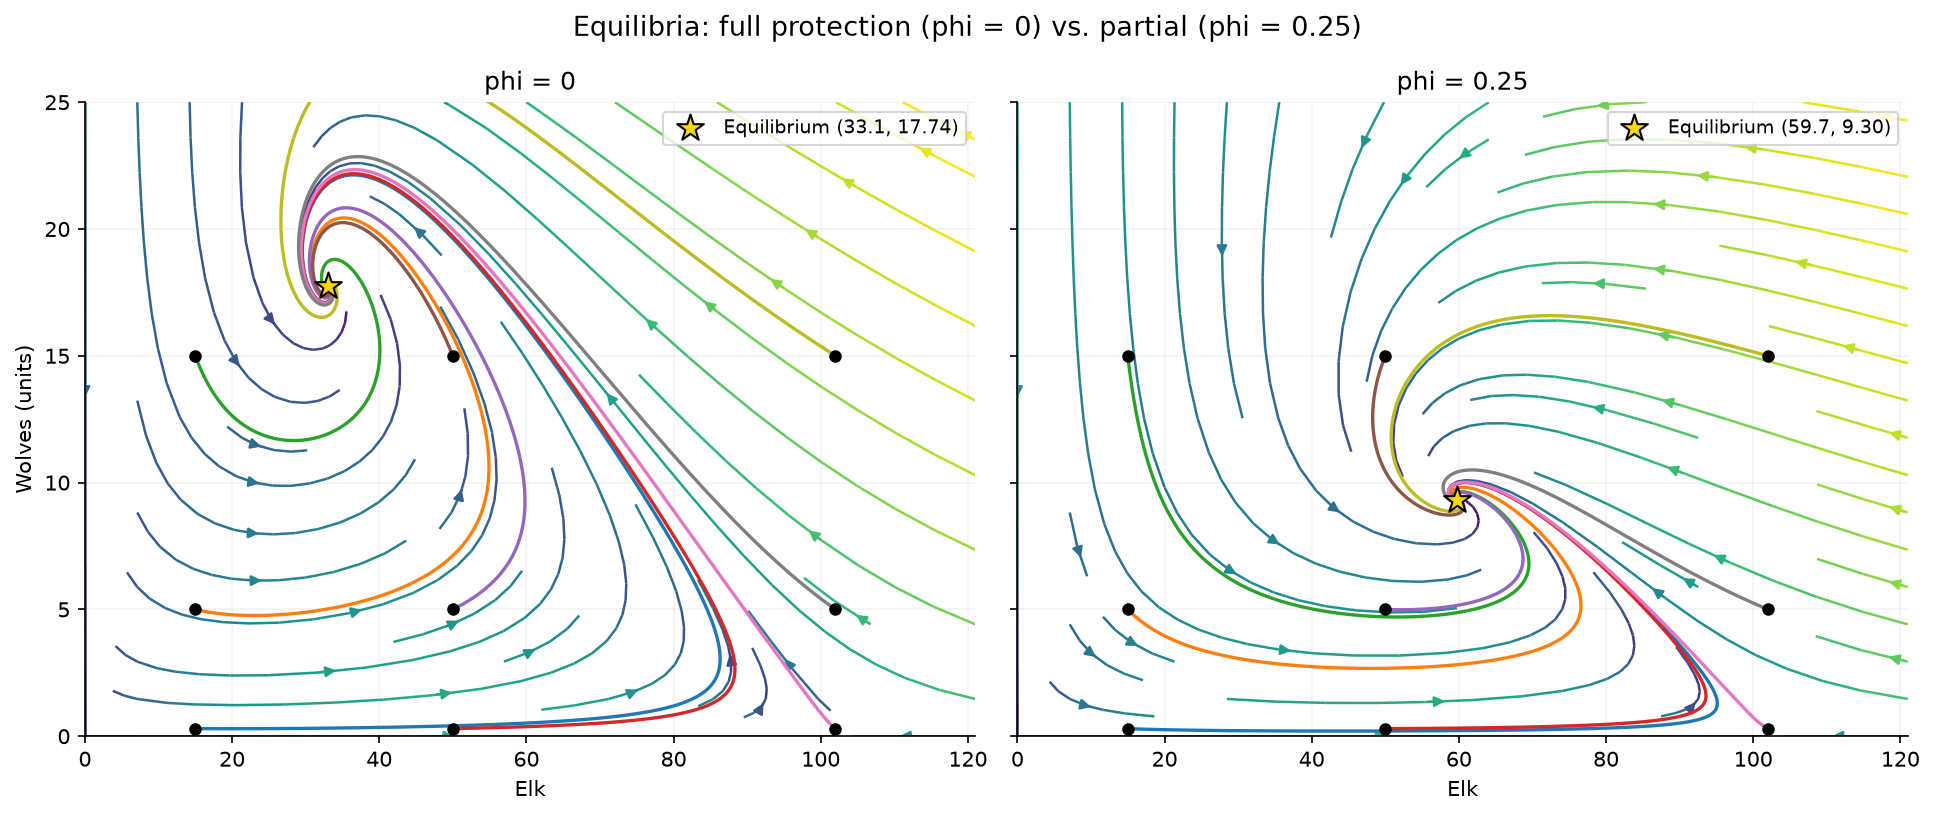 Equilibria: full protection (phi = 0) vs. partial (phi = 0.25)
phi = 0
Equilibrium (33.1, 17.74)
25
20
15
10
5
0
Wolves (units)
0 20 40 60 80 100 120
Elk
phi = 0.25
Equilibrium (59.7, 9.30)
0 20 40 60 80 100 120
Elk